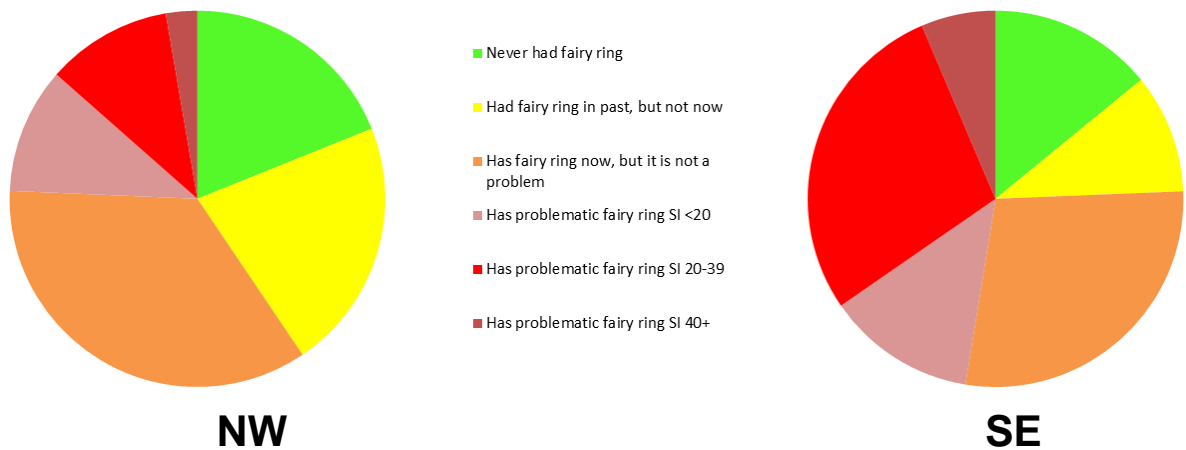 Never had fairy ring
Had fairy ring in past, but not now
Has fairy ring now, but it is not a
problem
Has problematic fairy ring SI <20
Has problematic fairy ring SI 20-39
Has problematic fairy ring SI 40+
NW
SE